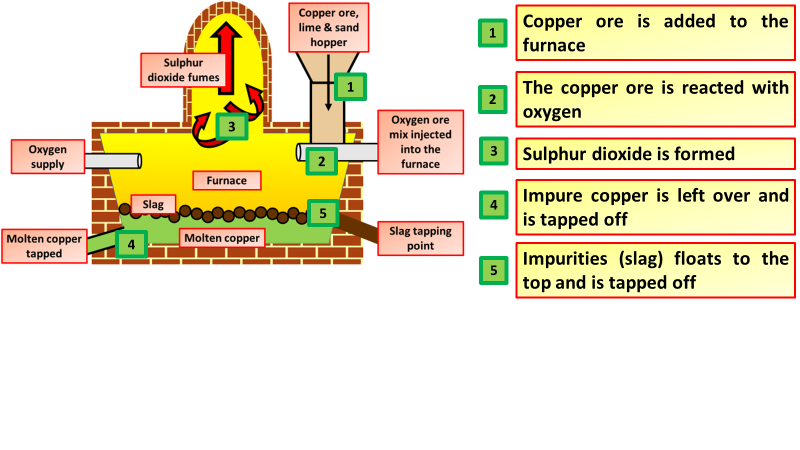 Copper ore,
lime & sand
hopper
Sulphur
dioxide fumes
1
Oxygen ore
mix injected
into the
furnace
3
Oxygen
supply
2
Furnace
Slag
5
Molten copper
tapped
4
Molten copper
Slag tapping
point
1
Copper ore is added to the
furnace
2
The copper ore is reacted with
oxygen
3
Sulphur dioxide is formed
4
Impure copper is left over and
is tapped off
5
Impurities (slag) floats to the
top and is tapped off